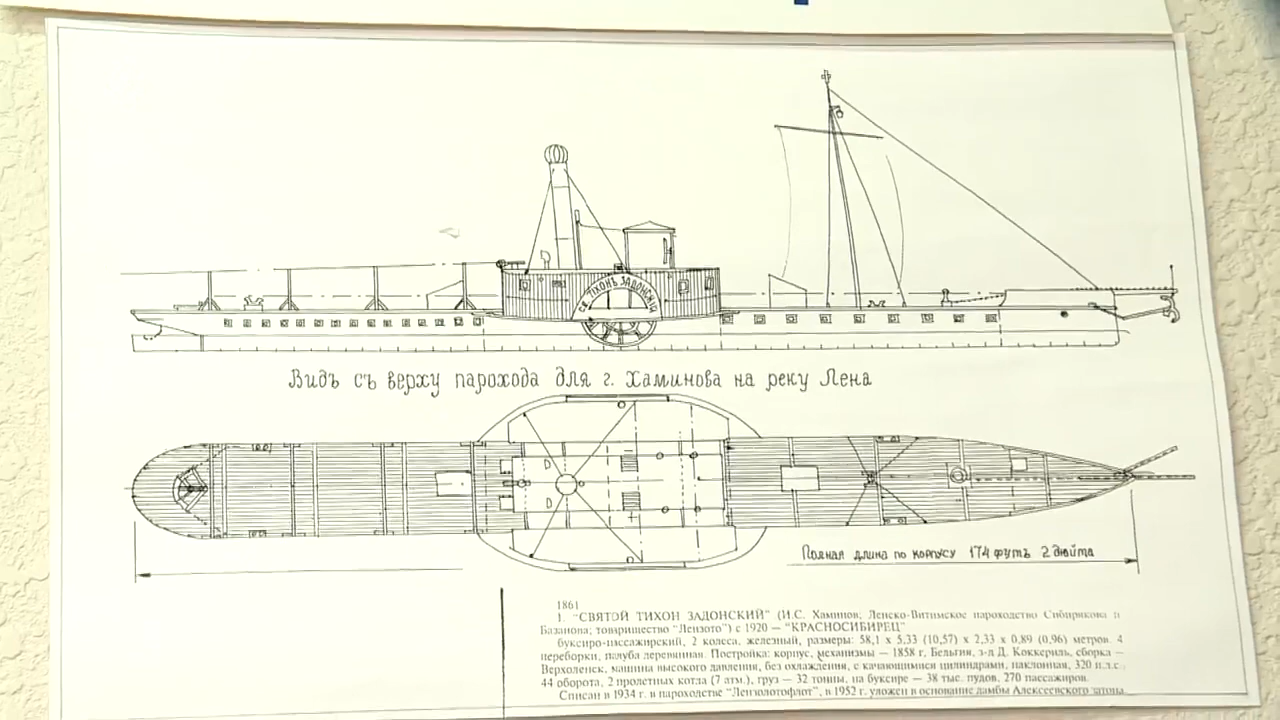 СВ. ТИХОНЪ ЗАДОНСКИЙ
Видъ съ верху парохода для г. Хаминова на реку Лена
Полная длина по корпусу 174 футъ 2 дюйта
1861
1. "СВЯТОЙ ТИХОН ЗАДОНСКИЙ" (И.С. Хаминов; Ленско-Витимское пароходство Сибирякова и
Базанова; товарищество "Лензото") с 1920 — "КРАСНОСИБИРЕЦ"
буксиро-пассажирский, 2 колеса, железный, размеры: 58,1 х 5,33 (10,57) х 2,33 х 0,89 (0,96) метров. 4
переборки, палуба деревянная. Постройка: корпус, механизмы — 1858 г. Бельгия, з-д Д. Коккериль, сборка —
Верхоленск, машина высокого давления, без охлаждения, с качающимися цилиндрами, наклонная, 320 и.л.с.
44 оборота, 2 пролетных котла (7 атм.), груз — 32 тонны, на буксире — 38 тыс. пудов, 270 пассажиров.
Списан в 1934 г. в пароходстве "Лензолотофлот", в 1952 г. уложен в основание дамбы Алексеевского затона.